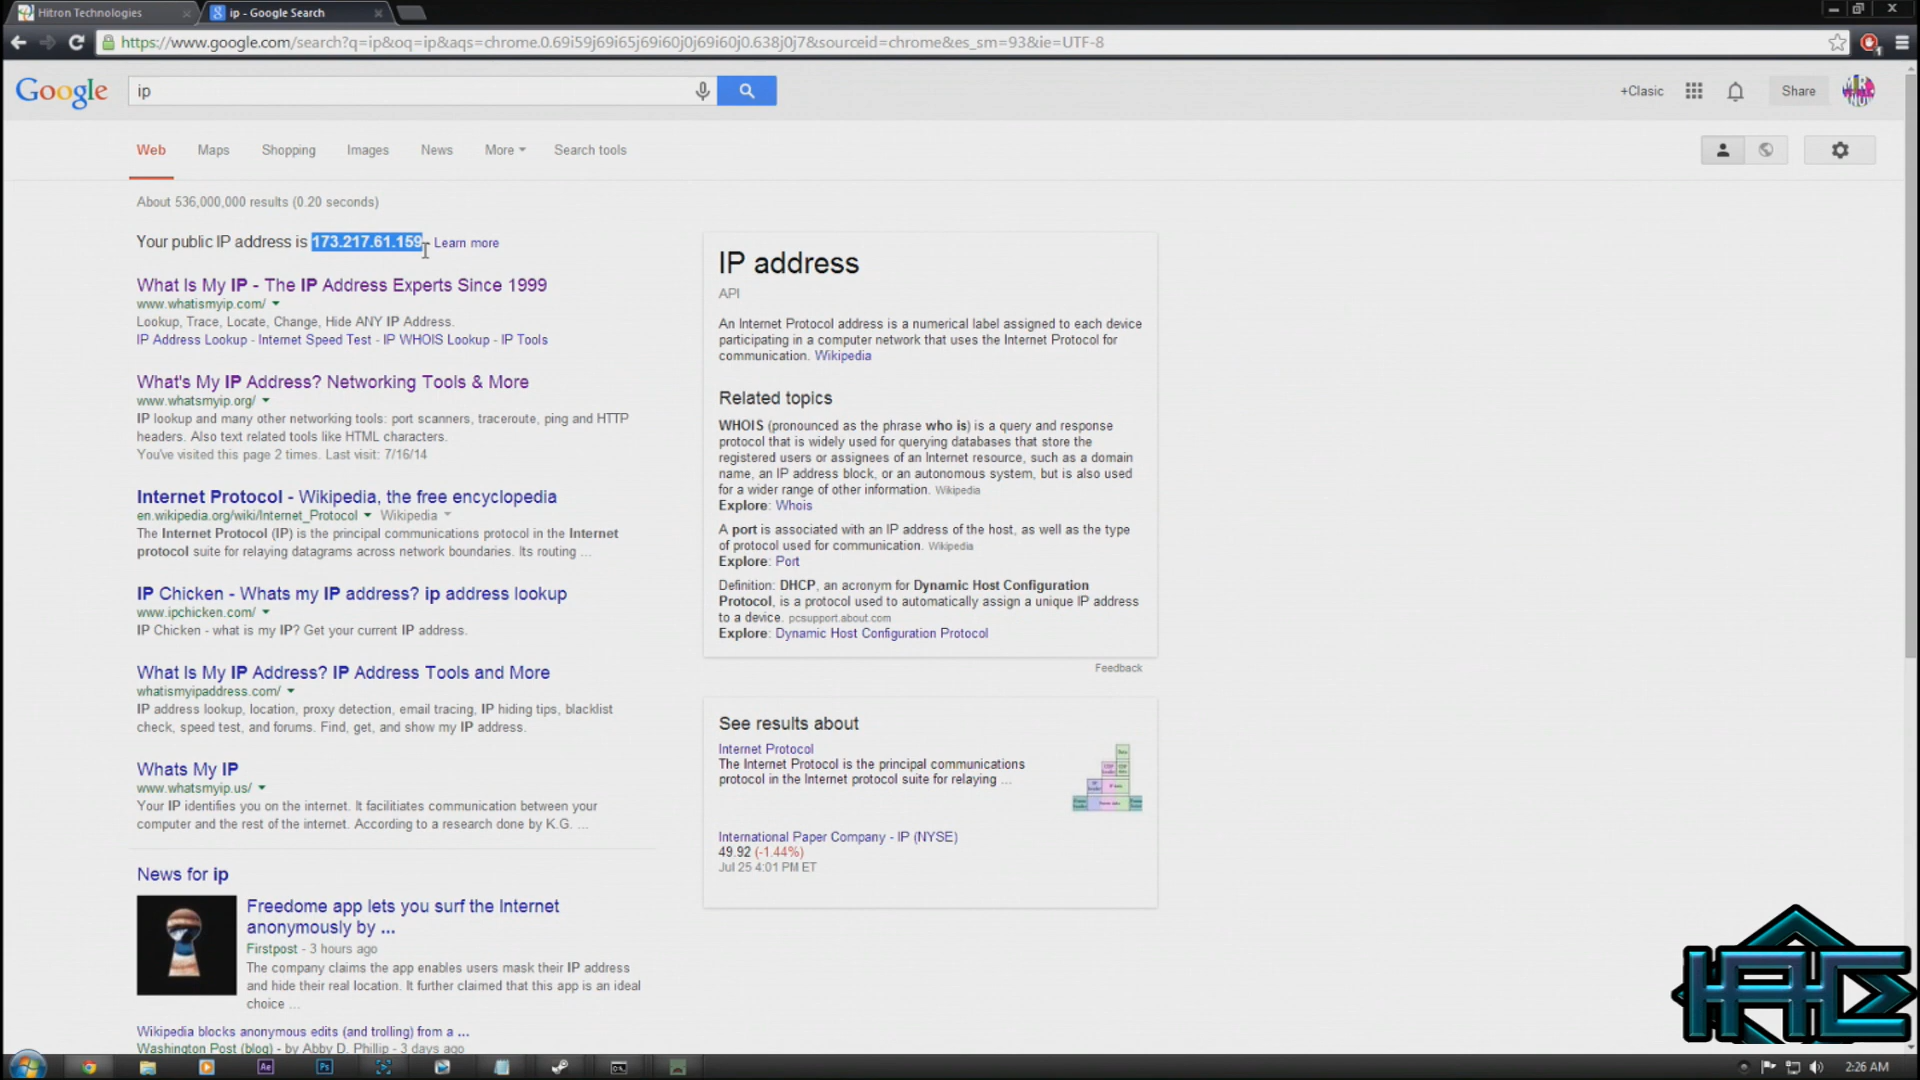 Hitron Technologies
ip - Google Search
https://www.google.com/search?q=ip&oq=ip&aqs=chrome.0.69i59j69i65j69i60j0j69i60j0.638j0j7&sourceid=chrome&es_sm=93&ie=UTF-8
Google
ip
+Clasic
Share
Web
Maps
Shopping
Images
News
More
Search tools
About 536,000,000 results (0.20 seconds)
Your public IP address is 173.217.61.159 - Learn more
What Is My IP - The IP Address Experts Since 1999
www.whatismyip.com/
Lookup, Trace, Locate, Change, Hide ANY IP Address.
IP Address Lookup - Internet Speed Test - IP WHOIS Lookup - IP Tools
What's My IP Address? Networking Tools & More
www.whatsmyip.org/
IP lookup and many other networking tools: port scanners, traceroute, ping and HTTP
headers. Also text related tools like HTML characters.
You've visited this page 2 times. Last visit: 7/16/14
Internet Protocol - Wikipedia, the free encyclopedia
en.wikipedia.org/wiki/Internet_Protocol Wikipedia
The Internet Protocol (IP) is the principal communications protocol in the Internet
protocol suite for relaying datagrams across network boundaries. Its routing ...
IP Chicken - Whats my IP address? ip address lookup
www.ipchicken.com/
IP Chicken - what is my IP? Get your current IP address.
What Is My IP Address? IP Address Tools and More
whatismyipaddress.com/
IP address lookup, location, proxy detection, email tracing, IP hiding tips, blacklist
check, speed test, and forums. Find, get, and show my IP address.
Whats My IP
www.whatsmyip.us/
Your IP identifies you on the internet. It facilitiates communication between your
computer and the rest of the internet. According to a research done by K.G. ...
News for ip
Freedome app lets you surf the Internet
anonymously by ...
Firstpost - 3 hours ago
The company claims the app enables users mask their IP address
and hide their real location. It further claimed that this app is an ideal
choice ...
Wikipedia blocks anonymous edits (and trolling) from a ...
Washington Post (blog) - by Abby D. Phillip - 3 days ago
IP address
API
An Internet Protocol address is a numerical label assigned to each device
participating in a computer network that uses the Internet Protocol for
communication. Wikipedia
Related topics
WHOIS (pronounced as the phrase who is) is a query and response
protocol that is widely used for querying databases that store the
registered users or assignees of an Internet resource, such as a domain
name, an IP address block, or an autonomous system, but is also used
for a wider range of other information. Wikipedia
Explore: Whois
A port is associated with an IP address of the host, as well as the type
of protocol used for communication. Wikipedia
Explore: Port
Definition: DHCP, an acronym for Dynamic Host Configuration
Protocol, is a protocol used to automatically assign a unique IP address
to a device. pcsupport.about.com
Explore: Dynamic Host Configuration Protocol
Feedback
See results about
Internet Protocol
The Internet Protocol is the principal communications
protocol in the Internet protocol suite for relaying ...
International Paper Company - IP (NYSE)
49.92 (-1.44%)
Jul 25 4:01 PM ET
Ae
Ps
2:26 AM